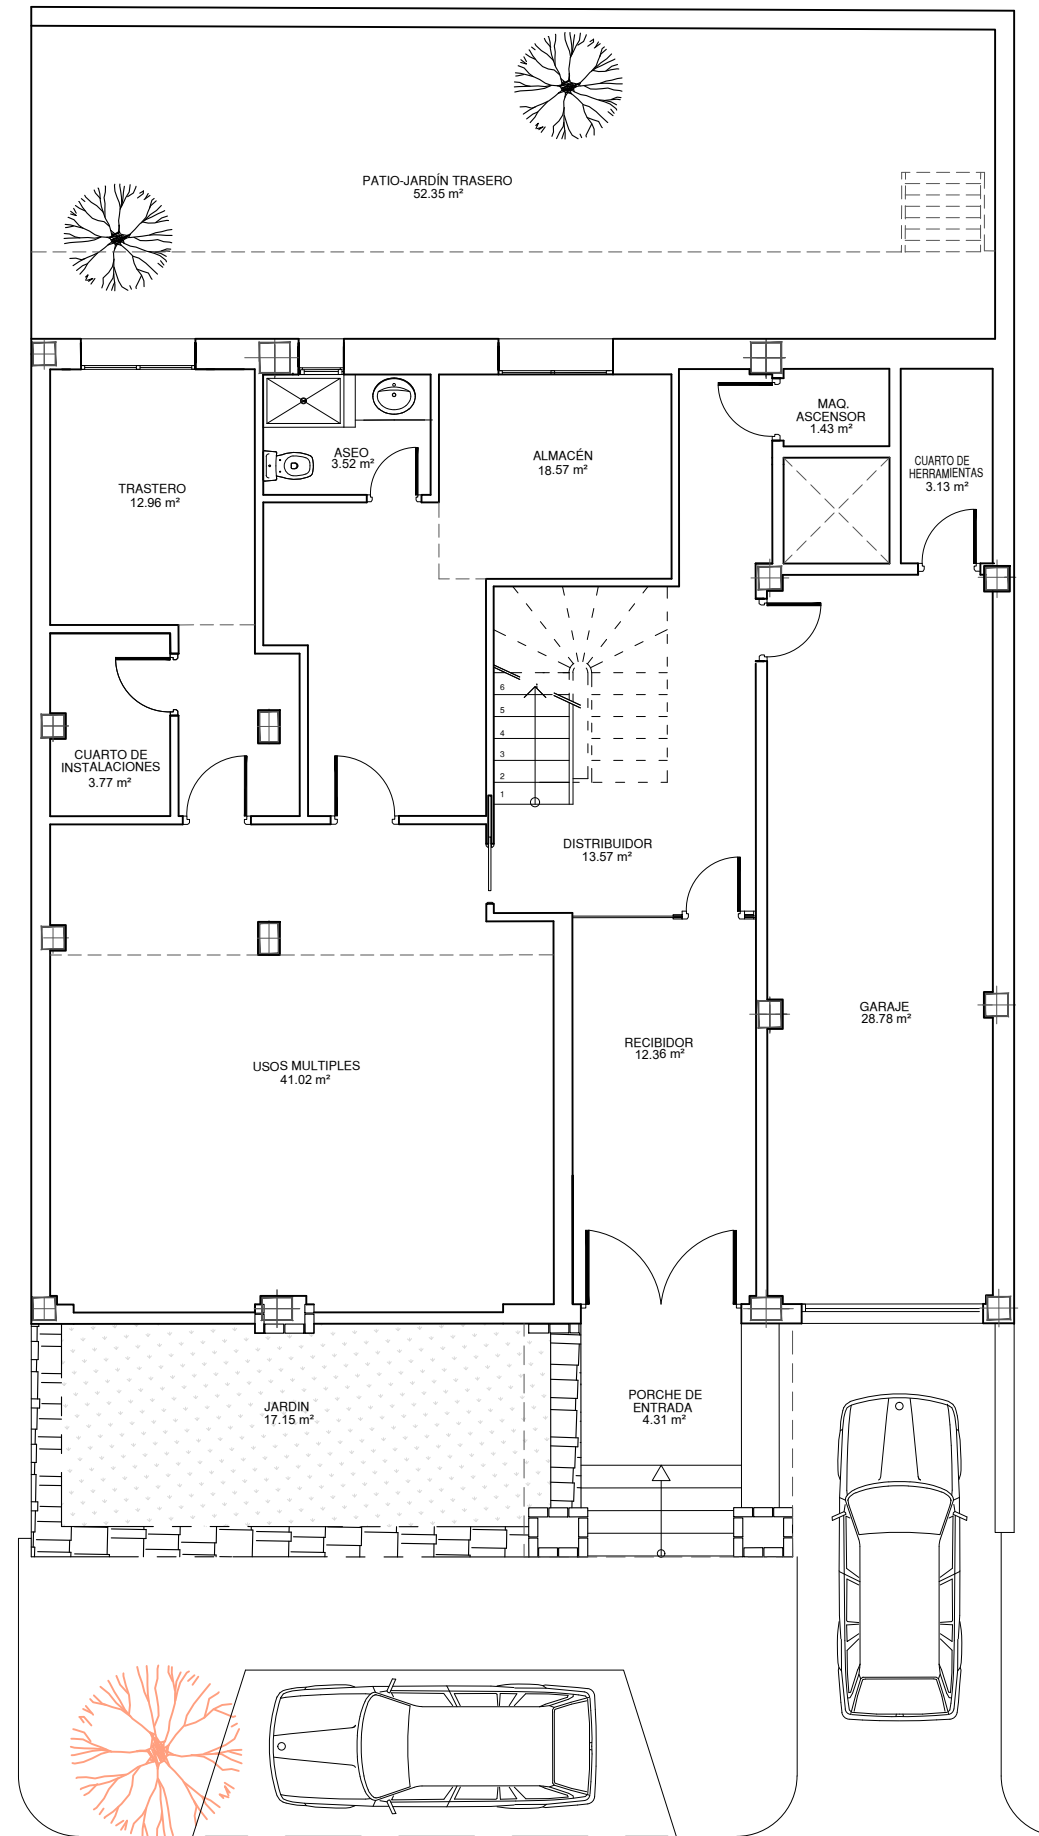 PATIO-JARDÍN TRASERO
52.35 m²
MAQ.
ASCENSOR
1.43 m²
ASEO
3.52 m²
ALMACÉN
18.57 m²
CUARTO DE
HERRAMIENTAS
3.13 m²
TRASTERO
12.96 m²
6
5
4
3
2
1
CUARTO DE
INSTALACIONES
3.77 m²
DISTRIBUIDOR
13.57 m²
GARAJE
28.78 m²
RECIBIDOR
12.36 m²
USOS MULTIPLES
41.02 m²
JARDIN
17.15 m²
PORCHE DE
ENTRADA
4.31 m²